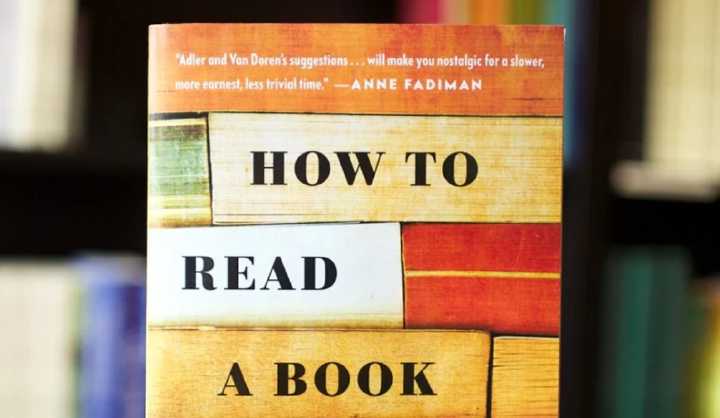 "Adler and Van Doren's suggestions . . . will make you nostalgic for a slower,
more earnest, less trivial time." —ANNE FADIMAN
HOW TO
READ
A BOOK